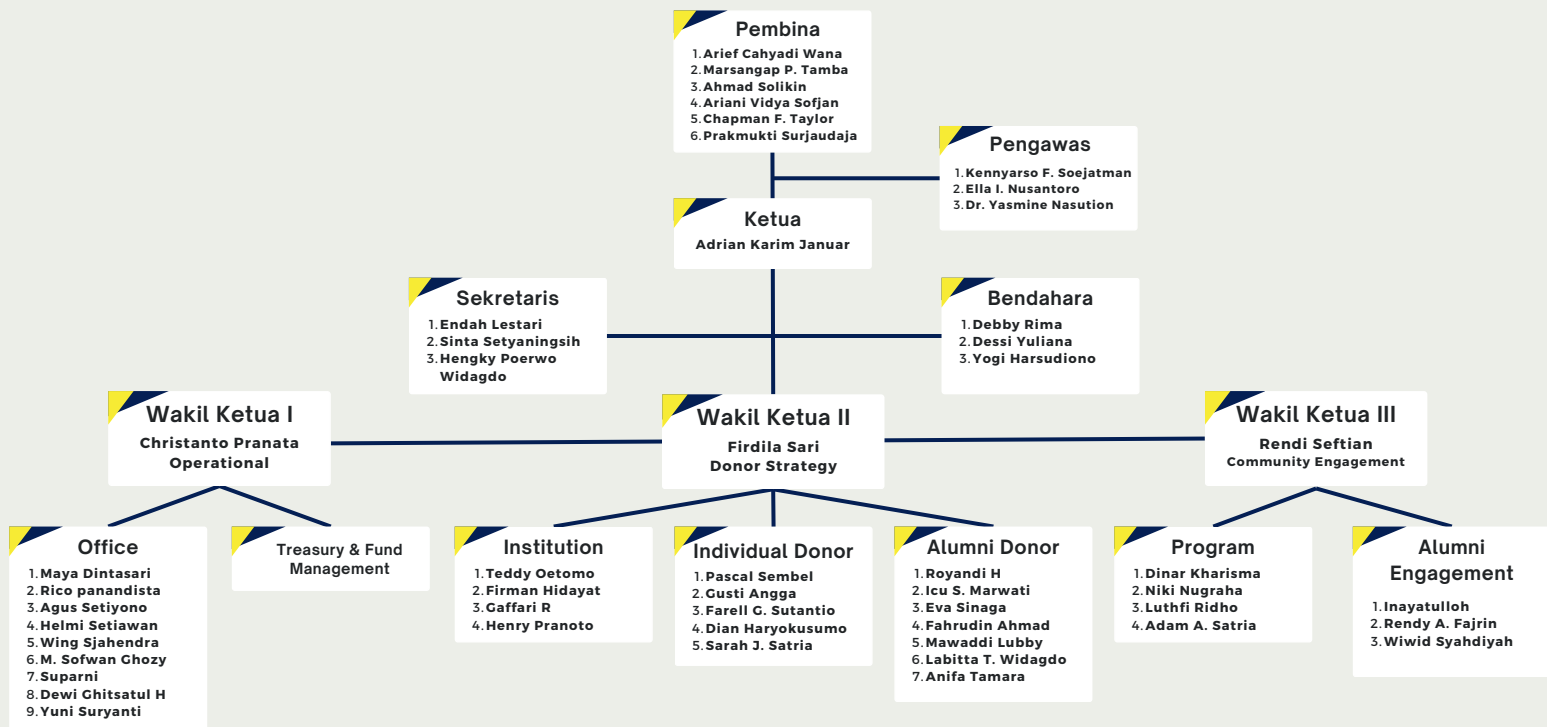 Pembina
1. Arief Cahyadi Wana
2. Marsangap P. Tamba
3. Ahmad Solikin
4. Ariani Vidya Sofjan
5. Chapman F. Taylor
6. Prakmukti Surjaudaja
Pengawas
1. Kennyarso F. Soejatman
2. Ella I. Nusantoro
3. Dr. Yasmine Nasution
Ketua
Adrian Karim Januar
Sekretaris
1. Endah Lestari
2. Sinta Setyaningsih
3. Hengky Poerwo
Widagdo
Bendahara
1. Debby Rima
2. Dessi Yuliana
3. Yogi Harsudiono
Wakil Ketua I
Christanto Pranata
Operational
Wakil Ketua II
Firdila Sari
Donor Strategy
Wakil Ketua III
Rendi Seftian
Community Engagement
Office
1. Maya Dintasari
2. Rico panandista
3. Agus Setiyono
4. Helmi Setiawan
5. Wing Sjahendra
6. M. Sofwan Ghozy
7. Suparni
8. Dewi Ghitsatul H
9. Yuni Suryanti
Treasury & Fund
Management
Institution
1. Teddy Oetomo
2. Firman Hidayat
3. Gaffari R
4. Henry Pranoto
Individual Donor
1. Pascal Sembel
2. Gusti Angga
3. Farell G. Sutantio
4. Dian Haryokusumo
5. Sarah J. Satria
Alumni Donor
1. Royandi H
2. Icu S. Marwati
3. Eva Sinaga
4. Fahrudin Ahmad
5. Mawaddi Lubby
6. Labitta T. Widagdo
7. Anifa Tamara
Program
1. Dinar Kharisma
2. Niki Nugraha
3. Luthfi Ridho
4. Adam A. Satria
Alumni
Engagement
1. Inayatulloh
2. Rendy A. Fajrin
3. Wiwid Syahdiyah